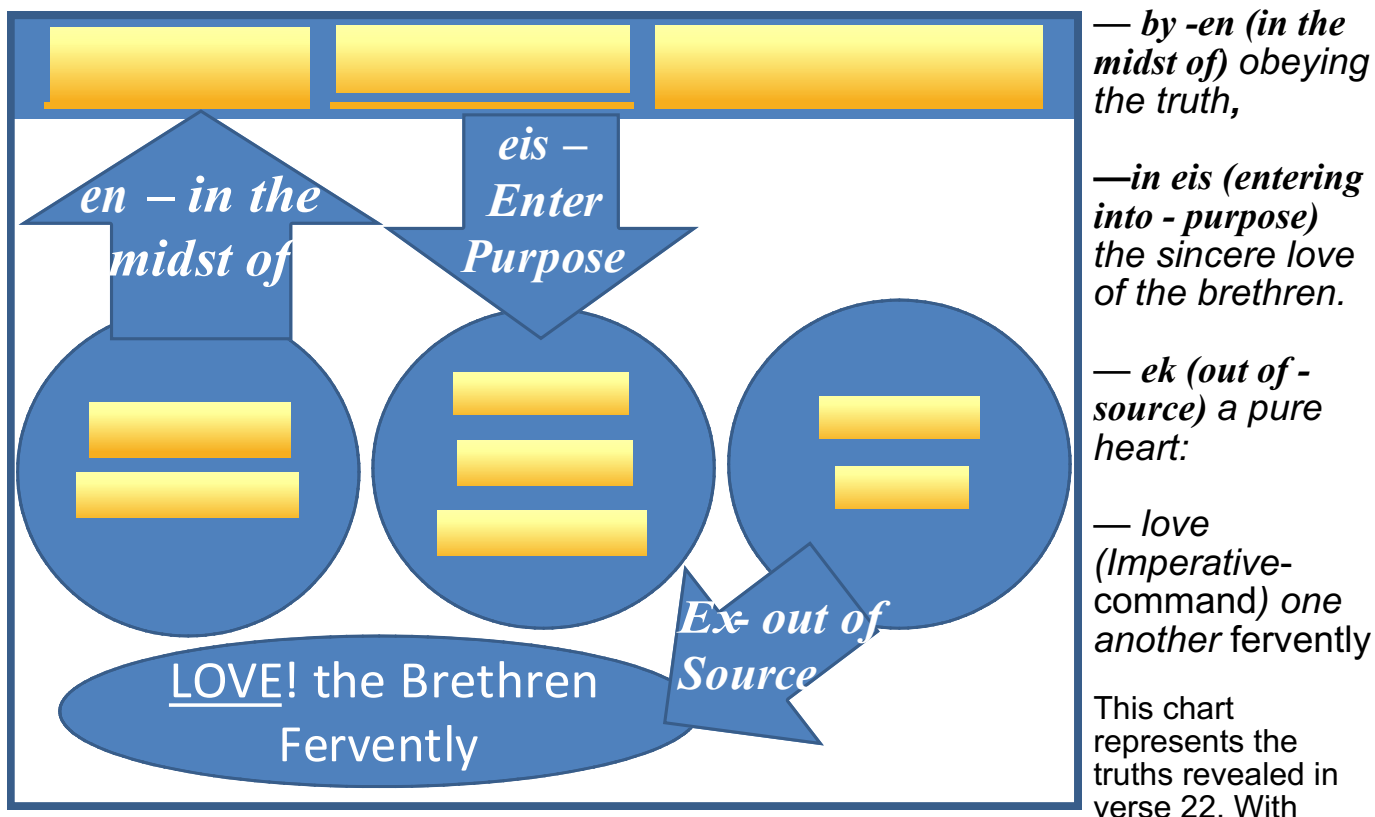 en – in the
midst of
eis –
Enter
Purpose
Ex- out of
Source
LOVE! the Brethren
Fervently
— by -en (in the
midst of) obeying
the truth,
—in eis (entering
into - purpose)
the sincere love
of the brethren.
— ek (out of -
source) a pure
heart:
— love
(Imperative-
command) one
another fervently
This chart
represents the
truths revealed in
verse 22. With